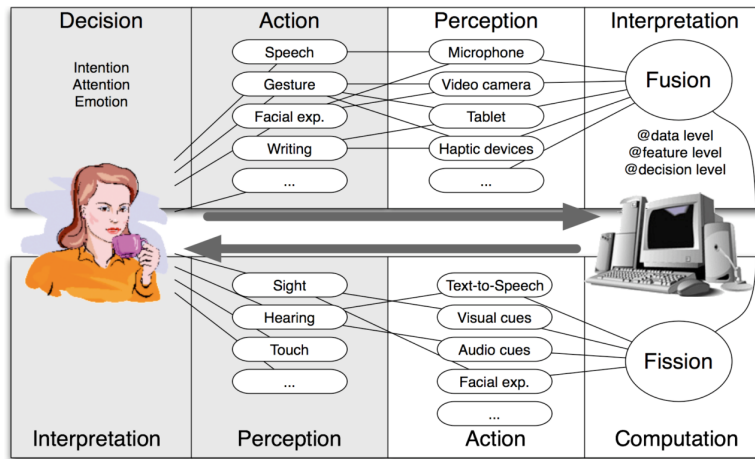 Decision
Action
Perception
Interpretation
Intention
Attention
Emotion
Speech
Gesture
Facial exp.
Writing
...
Microphone
Video camera
Tablet
Haptic devices
...
Fusion
@data level
@feature level
@decision level
Sight
Hearing
Touch
...
Text-to-Speech
Visual cues
Audio cues
Facial exp.
...
Fission
Interpretation
Perception
Action
Computation